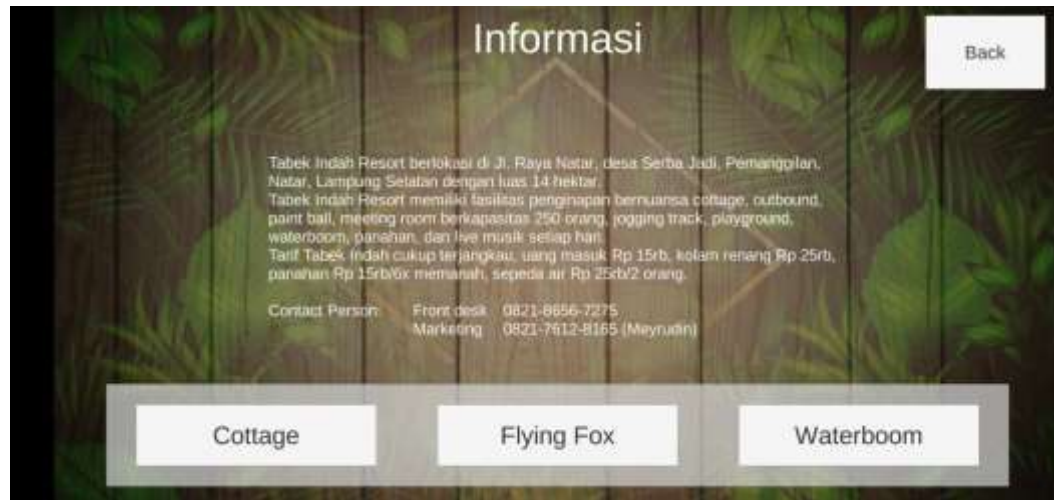 Informasi
Back
Tabek Indah Resort berlokasi di Jl. Raya Natar, desa Serba Jadi, Pemanggilan,
Natar, Lampung Selatan dengan luas 14 hektar.
Tabek Indah Resort memiliki fasilitas penginapan bernuansa cottage, outbound,
paint ball, meeting room berkapasitas 250 orang, jogging track, playground,
waterboom, panahan, dan live musik setiap hari.
Tarif Tabek Indah cukup terjangkau, uang masuk Rp 15rb, kolam renang Rp 25rb,
panahan Rp 15rb/6x memanah, sepeda air Rp 25rb/2 orang.
Contact Person: Front desk 0821-8656-7275
Marketing 0821-7612-8165 (Meyrudin)
Cottage Flying Fox Waterboom